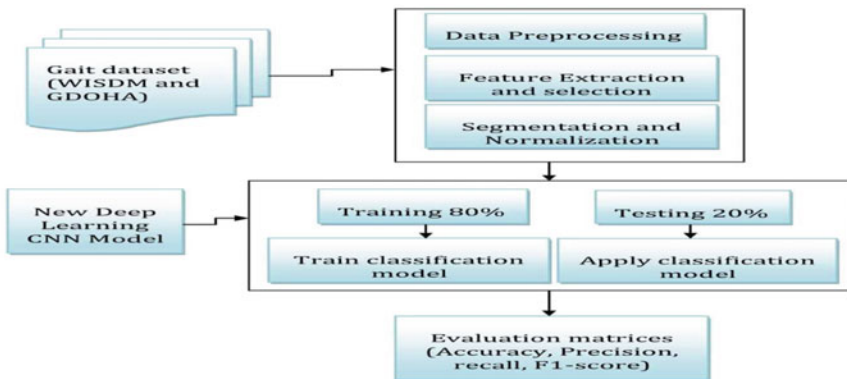 Data Preprocessing
Gait dataset
(WISDM and
GDOHA)
Feature Extraction
and selection
Segmentation and
Normalization
New Deep
Learning
CNN Model
Training 80%
Testing 20%
Train classification
model
Apply classification
model
Evaluation matrices
(Accuracy, Precision,
recall, F1-score)